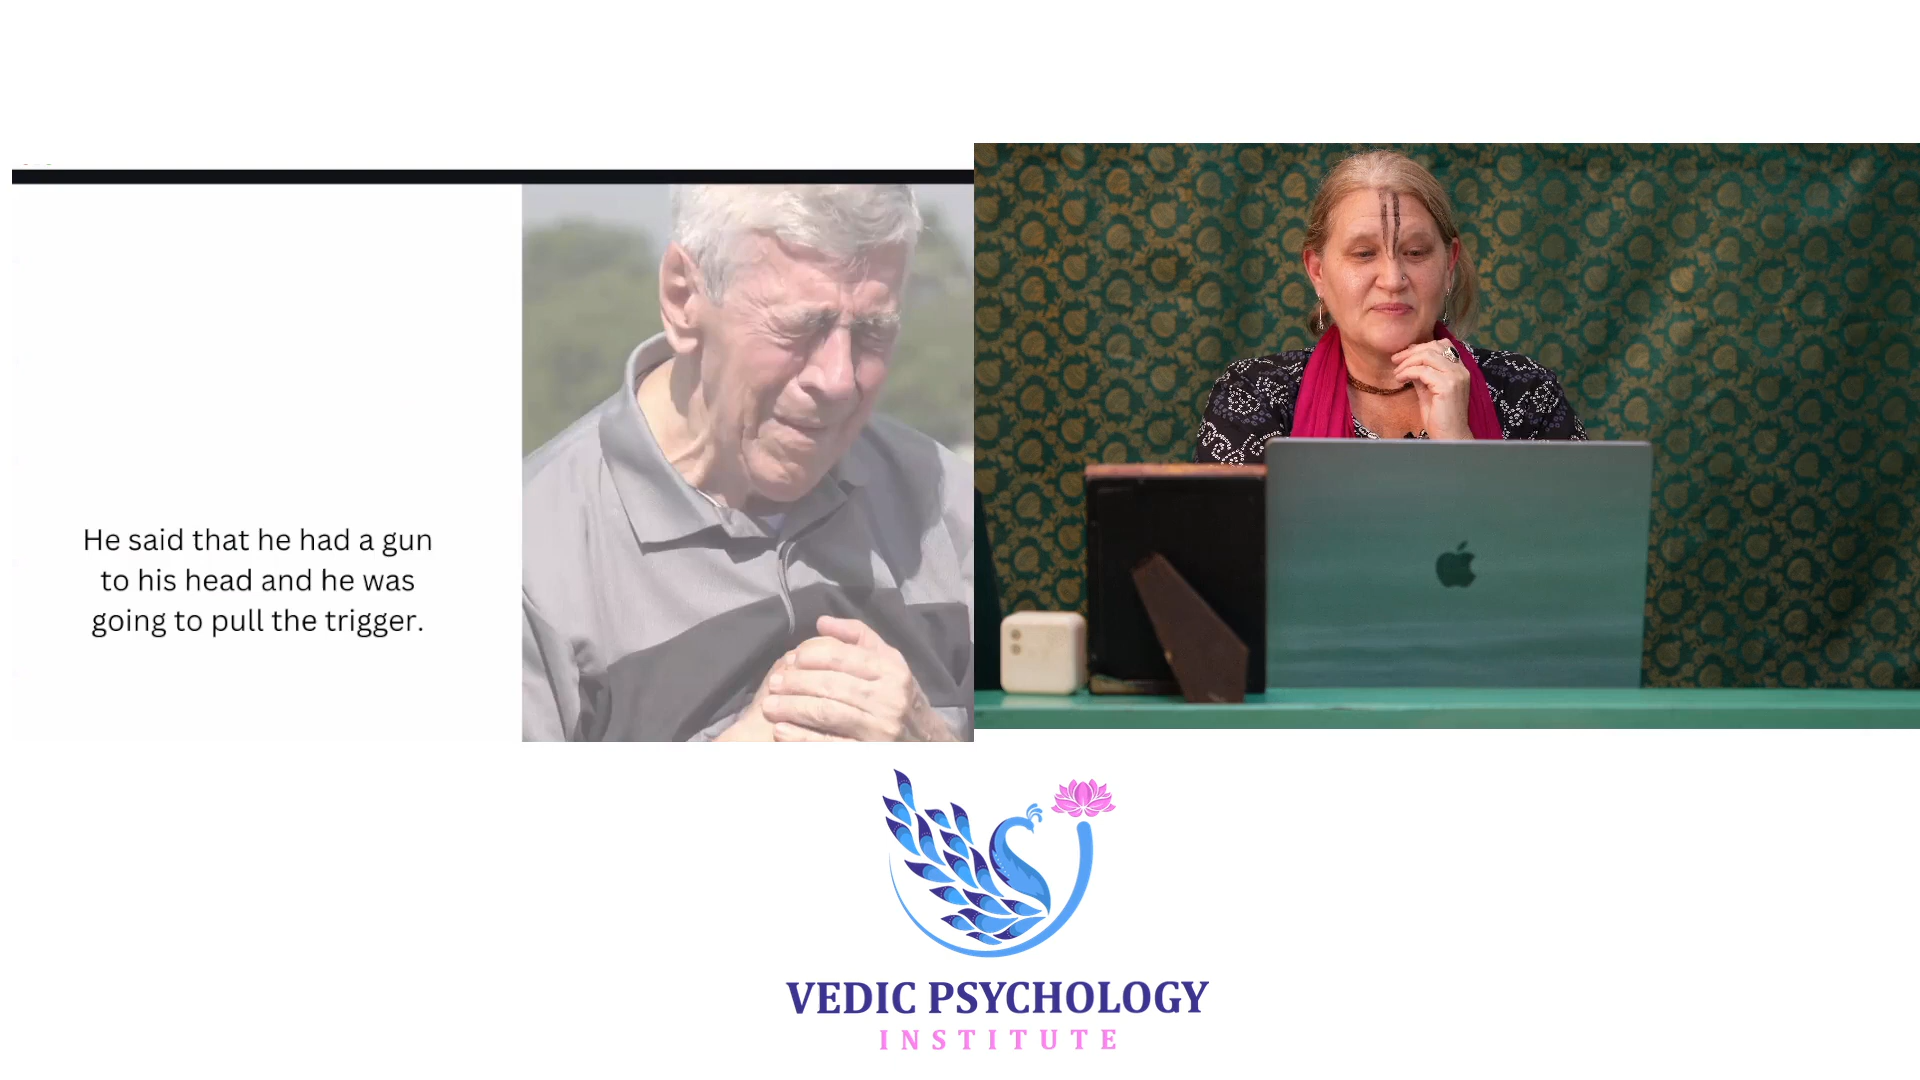 He said that he had a gun
to his head and he was
going to pull the trigger.
VEDIC PSYCHOLOGY
INSTITUTE